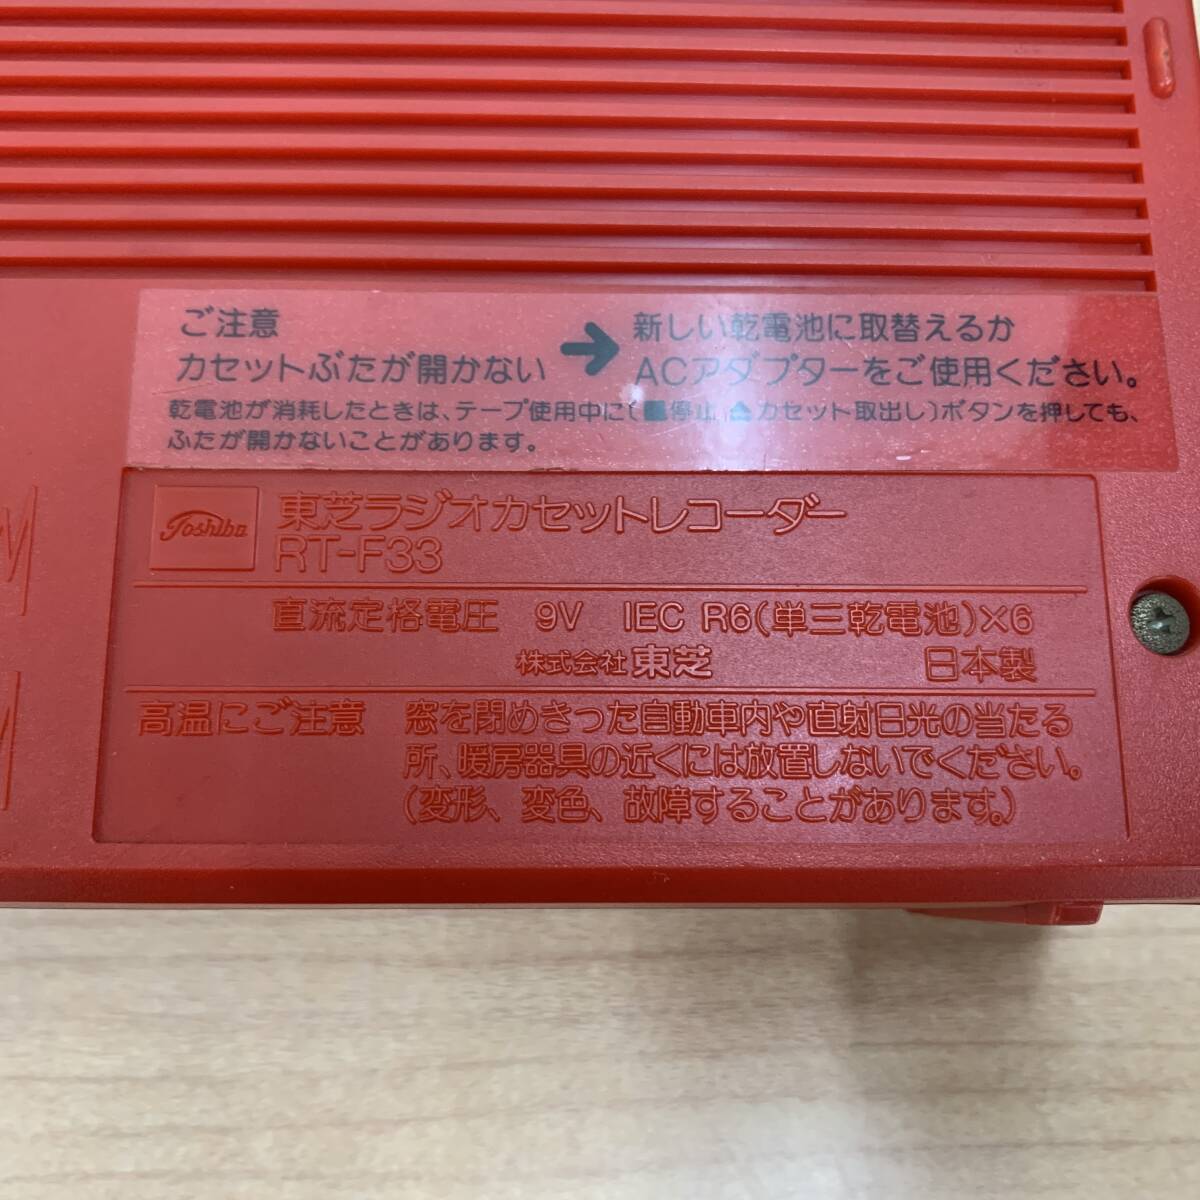 ご注意
カセットぶたが開かない → 新しい乾電池に取替えるか
ACアダプターをご使用ください。
乾電池が消耗したときは、テープ使用中に(■停止 ⏏カセット取出し)ボタンを押しても、
ふたが開かないことがあります。
Toshiba 東芝ラジオカセットレコーダー
RT-F33
直流定格電圧 9V IEC R6(単三乾電池)×6
株式会社 東芝 日本製
高温にご注意 窓を閉めきった自動車内や直射日光の当たる
所、暖房器具の近くには放置しないでください。
(変形、変色、故障することがあります。)